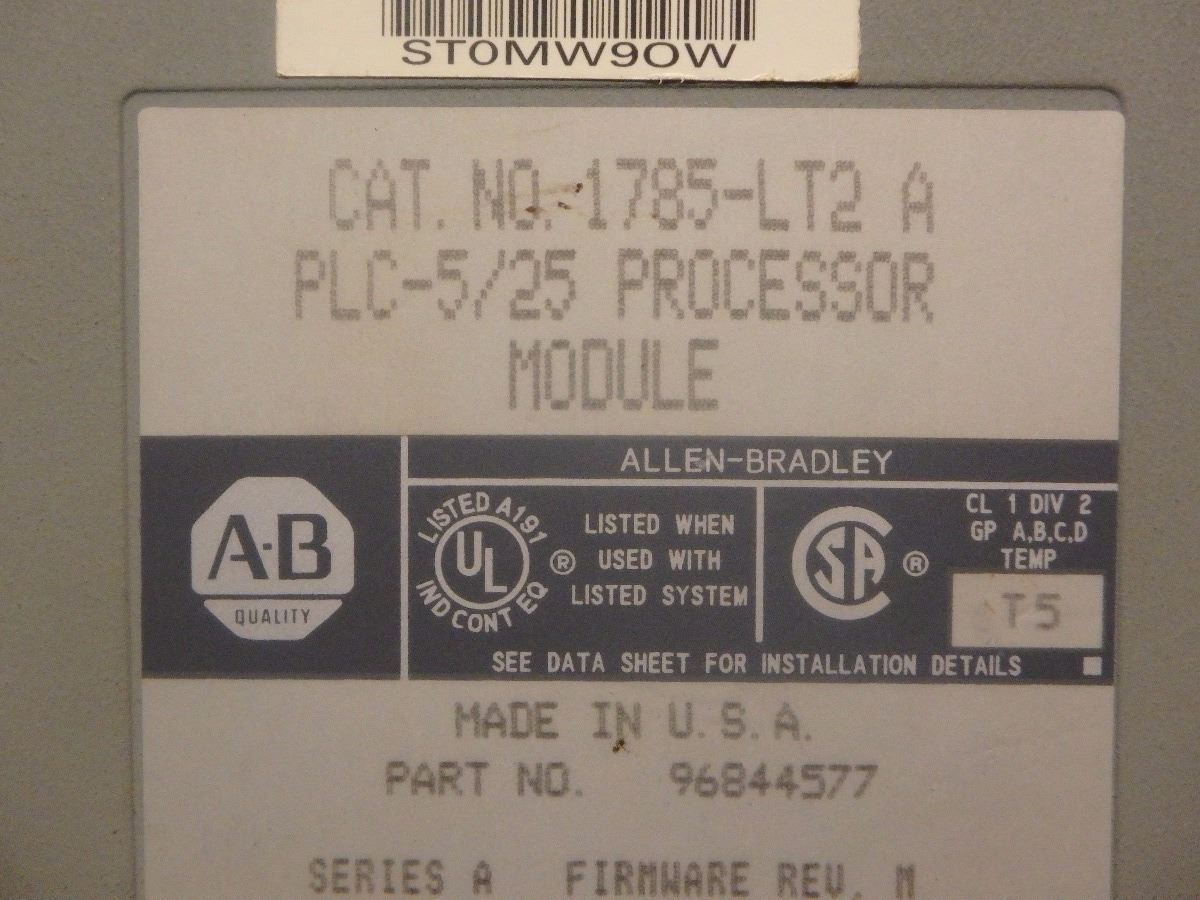 ST0MW90W
CAT. NO. 1785-LT2 A
PLC-5/25 PROCESSOR
MODULE
ALLEN-BRADLEY
A-B
QUALITY
LISTED A191
UL
IND CONT EQ
®
LISTED WHEN
USED WITH
LISTED SYSTEM
SA
®
CL 1 DIV 2
GP A,B,C,D
TEMP
T5
SEE DATA SHEET FOR INSTALLATION DETAILS
MADE IN U.S.A.
PART NO. 96844577
SERIES A FIRMWARE REV. M